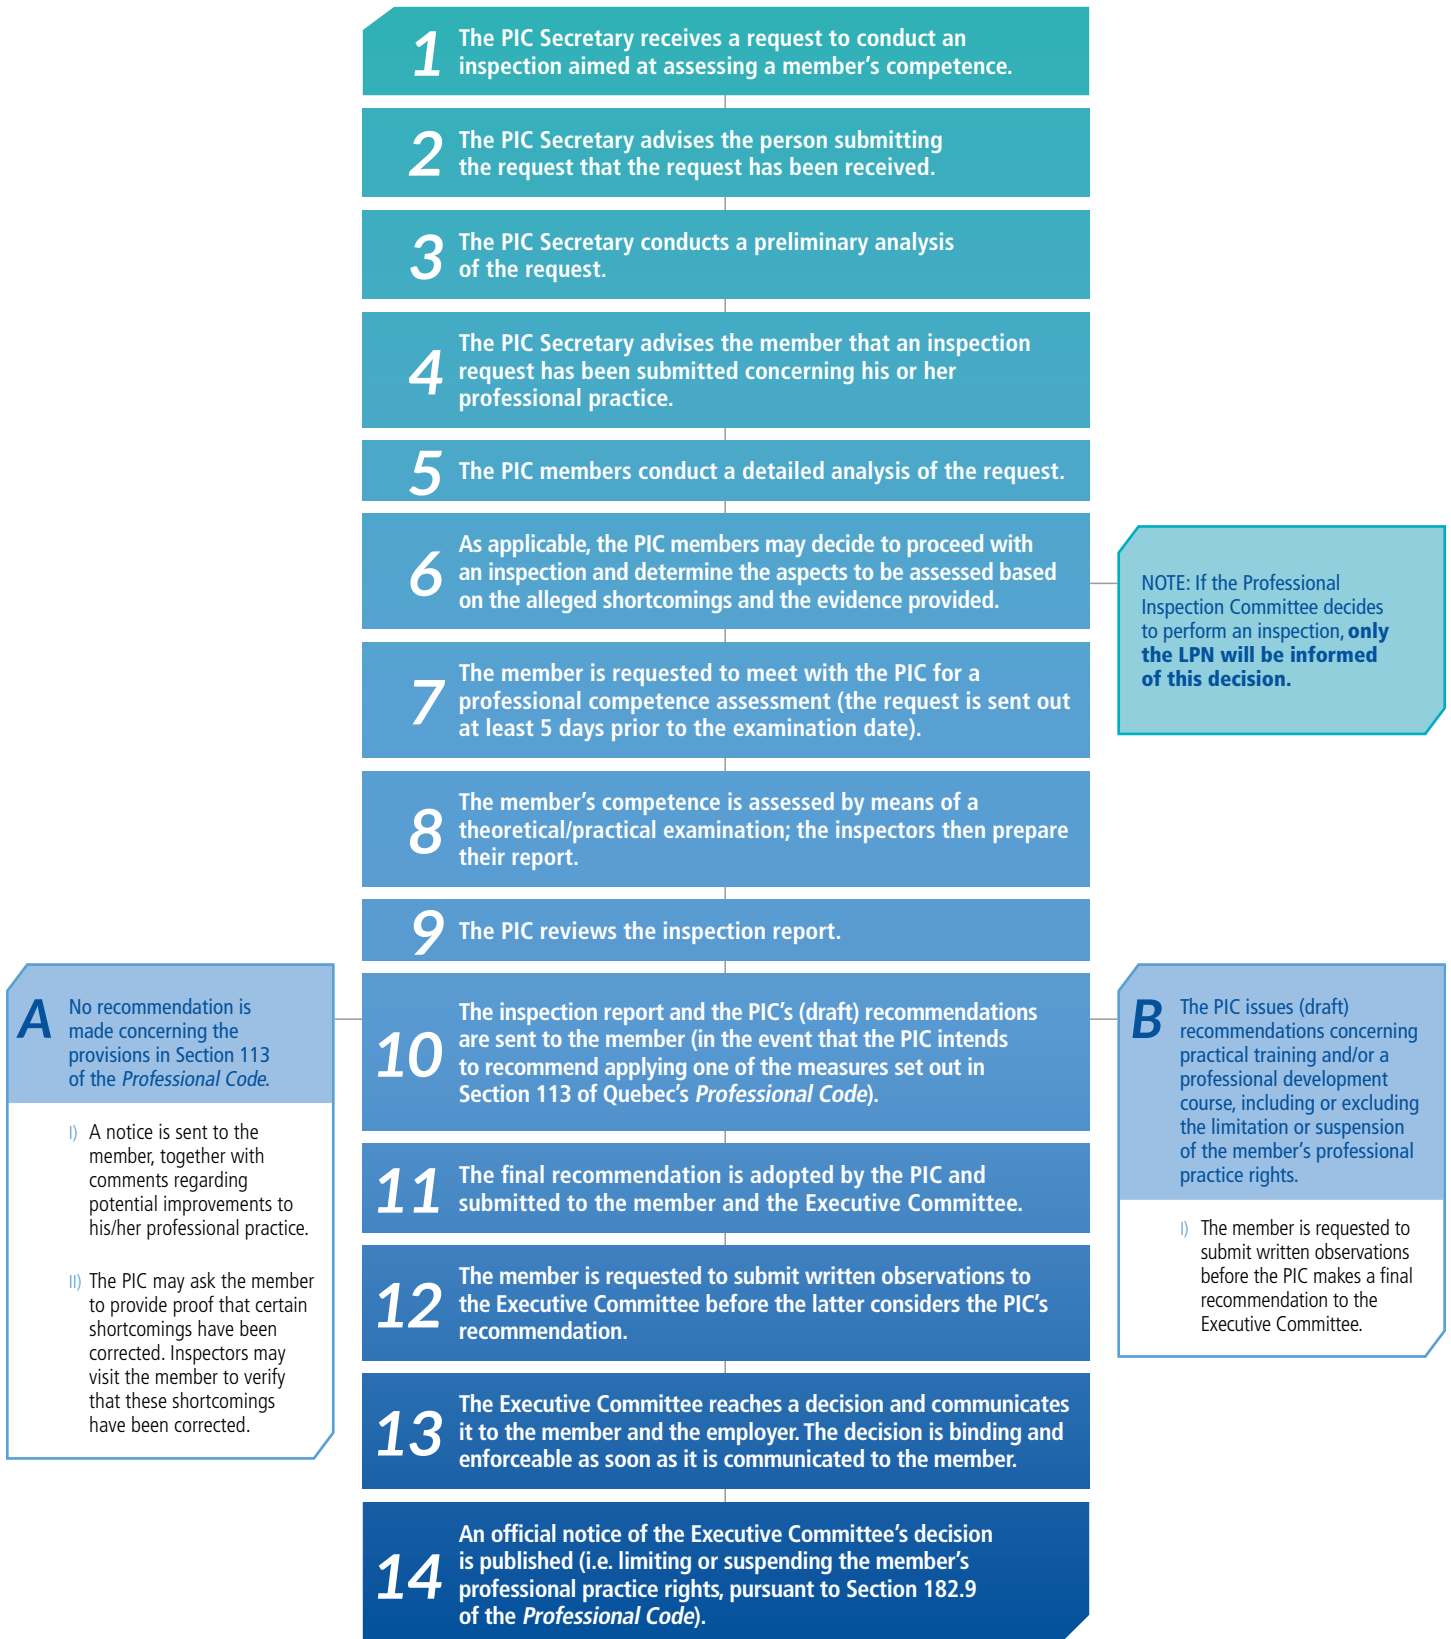 1 The PIC Secretary receives a request to conduct an
inspection aimed at assessing a member's competence.
2 The PIC Secretary advises the person submitting
the request that the request has been received.
3 The PIC Secretary conducts a preliminary analysis
of the request.
4 The PIC Secretary advises the member that an inspection
request has been submitted concerning his or her
professional practice.
5 The PIC members conduct a detailed analysis of the request.
6 As applicable, the PIC members may decide to proceed with
an inspection and determine the aspects to be assessed based
on the alleged shortcomings and the evidence provided.
NOTE: If the Professional
Inspection Committee decides
to perform an inspection, only
the LPN will be informed
of this decision.
7 The member is requested to meet with the PIC for a
professional competence assessment (the request is sent out
at least 5 days prior to the examination date).
8 The member's competence is assessed by means of a
theoretical/practical examination; the inspectors then prepare
their report.
9 The PIC reviews the inspection report.
10 The inspection report and the PIC's (draft) recommendations
are sent to the member (in the event that the PIC intends
to recommend applying one of the measures set out in
Section 113 of Quebec's Professional Code).
A No recommendation is
made concerning the
provisions in Section 113
of the Professional Code.
I) A notice is sent to the
member, together with
comments regarding
potential improvements to
his/her professional practice.
II) The PIC may ask the member
to provide proof that certain
shortcomings have been
corrected. Inspectors may
visit the member to verify
that these shortcomings
have been corrected.
B The PIC issues (draft)
recommendations concerning
practical training and/or a
professional development
course, including or excluding
the limitation or suspension
of the member's professional
practice rights.
I) The member is requested to
submit written observations
before the PIC makes a final
recommendation to the
Executive Committee.
11 The final recommendation is adopted by the PIC and
submitted to the member and the Executive Committee.
12 The member is requested to submit written observations to
the Executive Committee before the latter considers the PIC's
recommendation.
13 The Executive Committee reaches a decision and communicates
it to the member and the employer. The decision is binding and
enforceable as soon as it is communicated to the member.
14 An official notice of the Executive Committee's decision
is published (i.e. limiting or suspending the member's
professional practice rights, pursuant to Section 182.9
of the Professional Code).